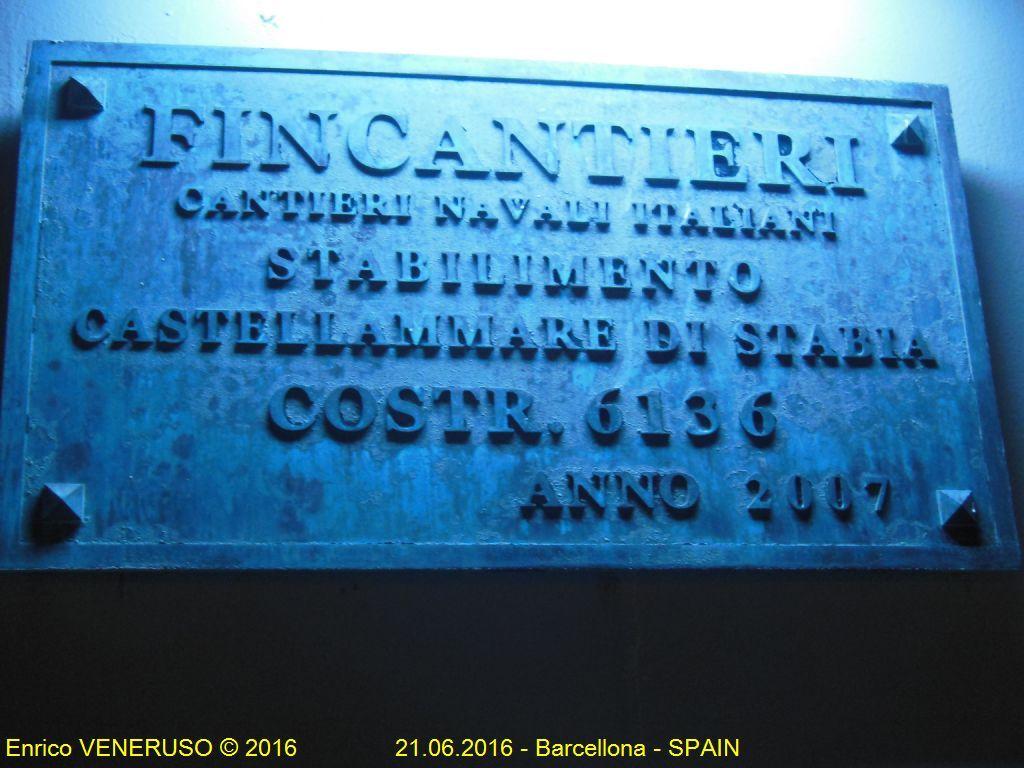 FINCANTIERI
CANTIERI NAVALI ITALIANI
STABILIMENTO
CASTELLAMMARE DI STABIA
COSTR. 6136
ANNO 2007
Enrico VENERUSO © 2016 21.06.2016 - Barcellona - SPAIN